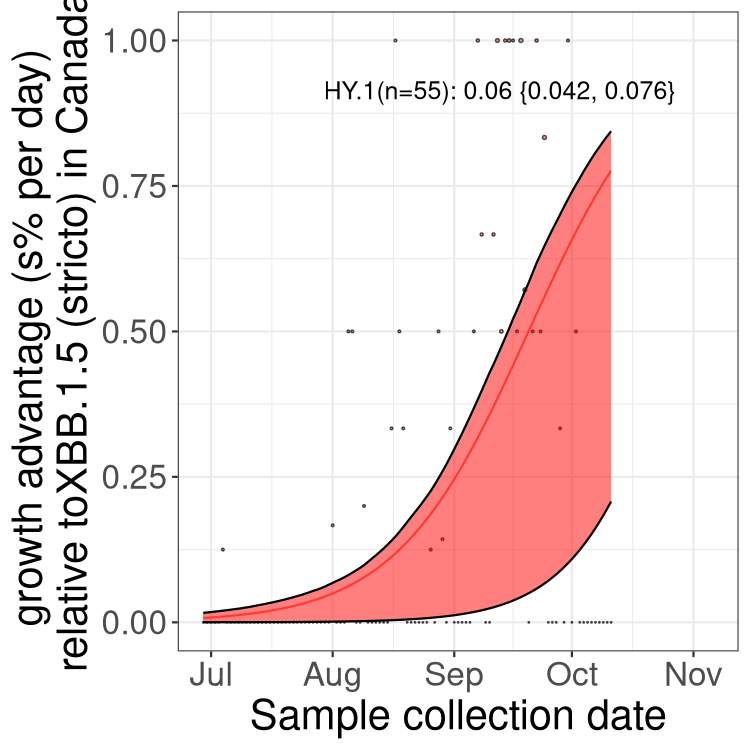 growth advantage (s% per day)
relative toXBB.1.5 (stricto) in Canada
1.00
0.75
0.50
0.25
0.00
HY.1(n=55): 0.06 {0.042, 0.076}
Jul Aug Sep Oct Nov
Sample collection date